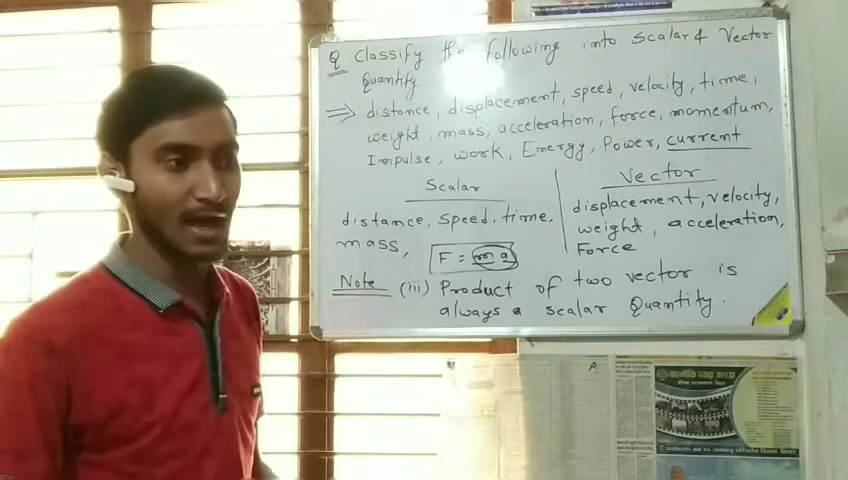 Q Classify the following into Scalar & Vector
Quantity
⇒ distance, displacement, speed, velocity, time,
weight, mass, acceleration, force, momentum,
Impulse, work, Energy, Power, current
Scalar
distance, Speed, time,
mass,
F = ma
Vector
displacement, velocity,
weight, acceleration,
Force
Note (iii) Product of two vector is
always a scalar Quantity.